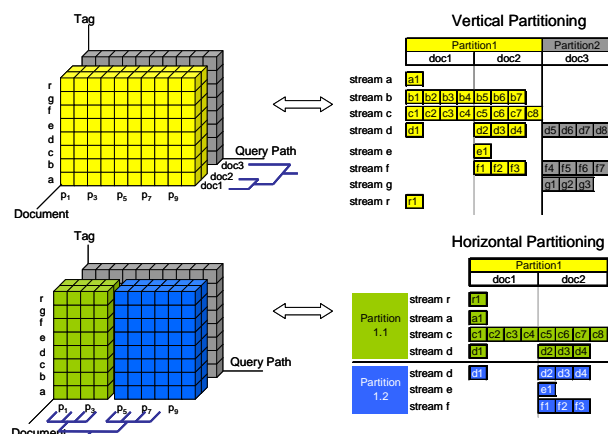 Tag
r
g
f
e
d
c
b
a
p1 p3 p5 p7 p9
Document
Query Path
doc3
doc2
doc1
Vertical Partitioning
Partition1 Partition2
doc1 doc2 doc3
stream a a1
stream b b1 b2 b3 b4 b5 b6 b7
stream c c1 c2 c3 c4 c5 c6 c7 c8
stream d d1 d2 d3 d4 d5 d6 d7 d8
stream e e1
stream f f1 f2 f3 f4 f5 f6 f7
stream g g1 g2 g3
stream r r1
Tag
r
g
f
e
d
c
b
a
p1 p3 p5 p7 p9
Document
Query Path
Horizontal Partitioning
Partition1
doc1 doc2
Partition 1.1
stream r r1
stream a a1
stream c c1 c2 c3 c4 c5 c6 c7 c8
stream d d1 d2 d3 d4
Partition 1.2
stream d d1 d2 d3 d4
stream e e1
stream f f1 f2 f3